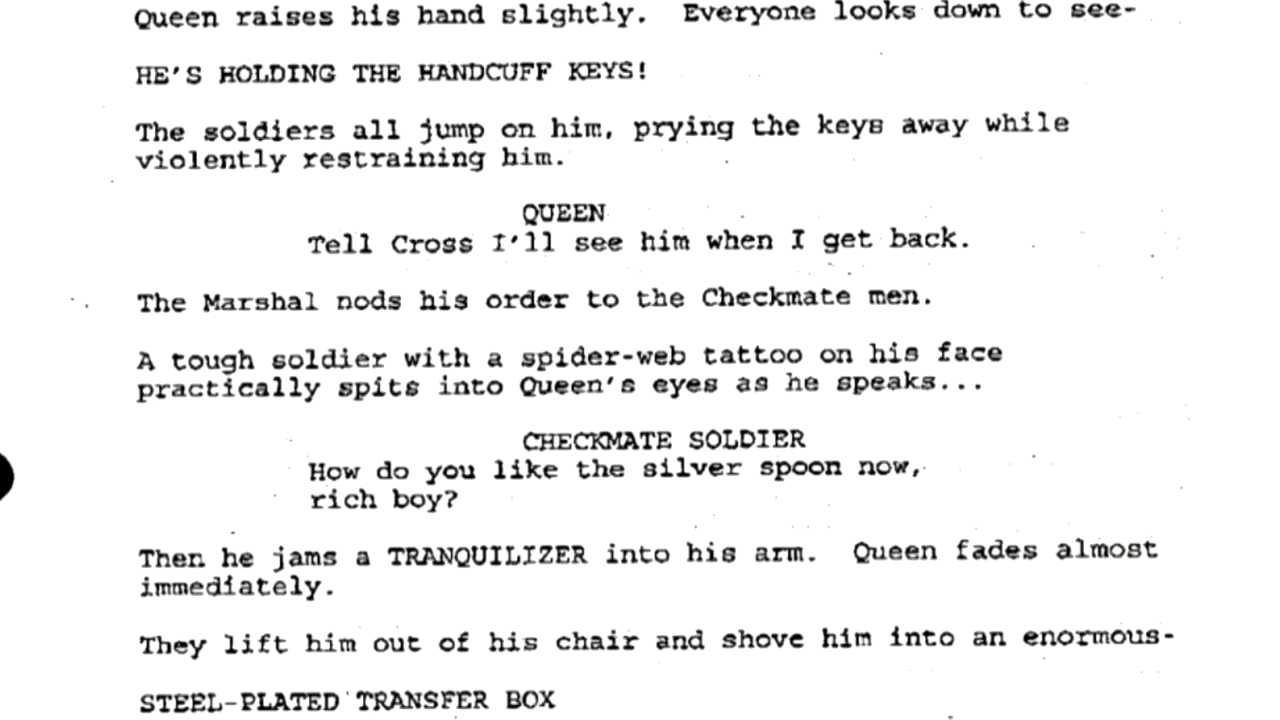 Queen raises his hand slightly.  Everyone looks down to see-
HE'S HOLDING THE HANDCUFF KEYS!
The soldiers all jump on him, prying the keys away while
violently restraining him.
QUEEN
Tell Cross I'll see him when I get back.
The Marshal nods his order to the Checkmate men.
A tough soldier with a spider-web tattoo on his face
practically spits into Queen's eyes as he speaks...
CHECKMATE SOLDIER
How do you like the silver spoon now,
rich boy?
Then he jams a TRANQUILIZER into his arm.  Queen fades almost
immediately.
They lift him out of his chair and shove him into an enormous-
STEEL-PLATED TRANSFER BOX